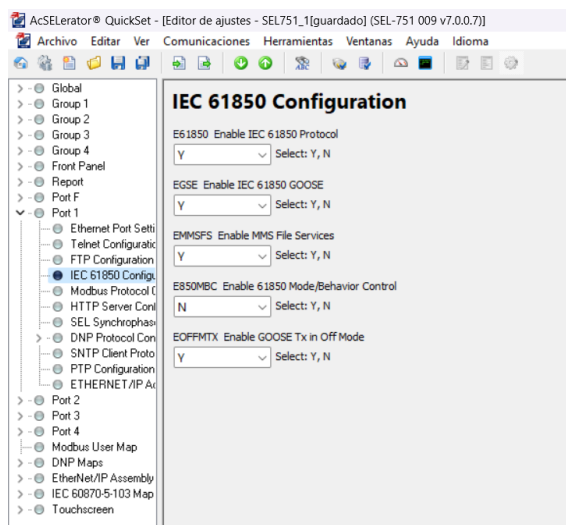 AcSELerator® QuickSet - [Editor de ajustes - SEL751_1[guardado] (SEL-751 009 v7.0.0.7)]
Archivo Editar Ver Comunicaciones Herramientas Ventanas Ayuda Idioma
Global
Group 1
Group 2
Group 3
Group 4
Front Panel
Report
Port F
Port 1
Ethernet Port Setti
Telnet Configuratic
FTP Configuration
IEC 61850 Configu
Modbus Protocol C
HTTP Server Conl
SEL Synchrophas
DNP Protocol Con
SNTP Client Proto
PTP Configuration
ETHERNET/IP A
Port 2
Port 3
Port 4
Modbus User Map
DNP Maps
EtherNet/IP Assembly
IEC 60870-5-103 Map
Touchscreen
IEC 61850 Configuration
E61850 Enable IEC 61850 Protocol
Y Select: Y, N
EGSE Enable IEC 61850 GOOSE
Y Select: Y, N
EMMSFS Enable MMS File Services
Y Select: Y, N
E850MBC Enable 61850 Mode/Behavior Control
N Select: Y, N
EOFFMTX Enable GOOSE Tx in Off Mode
Y Select: Y, N